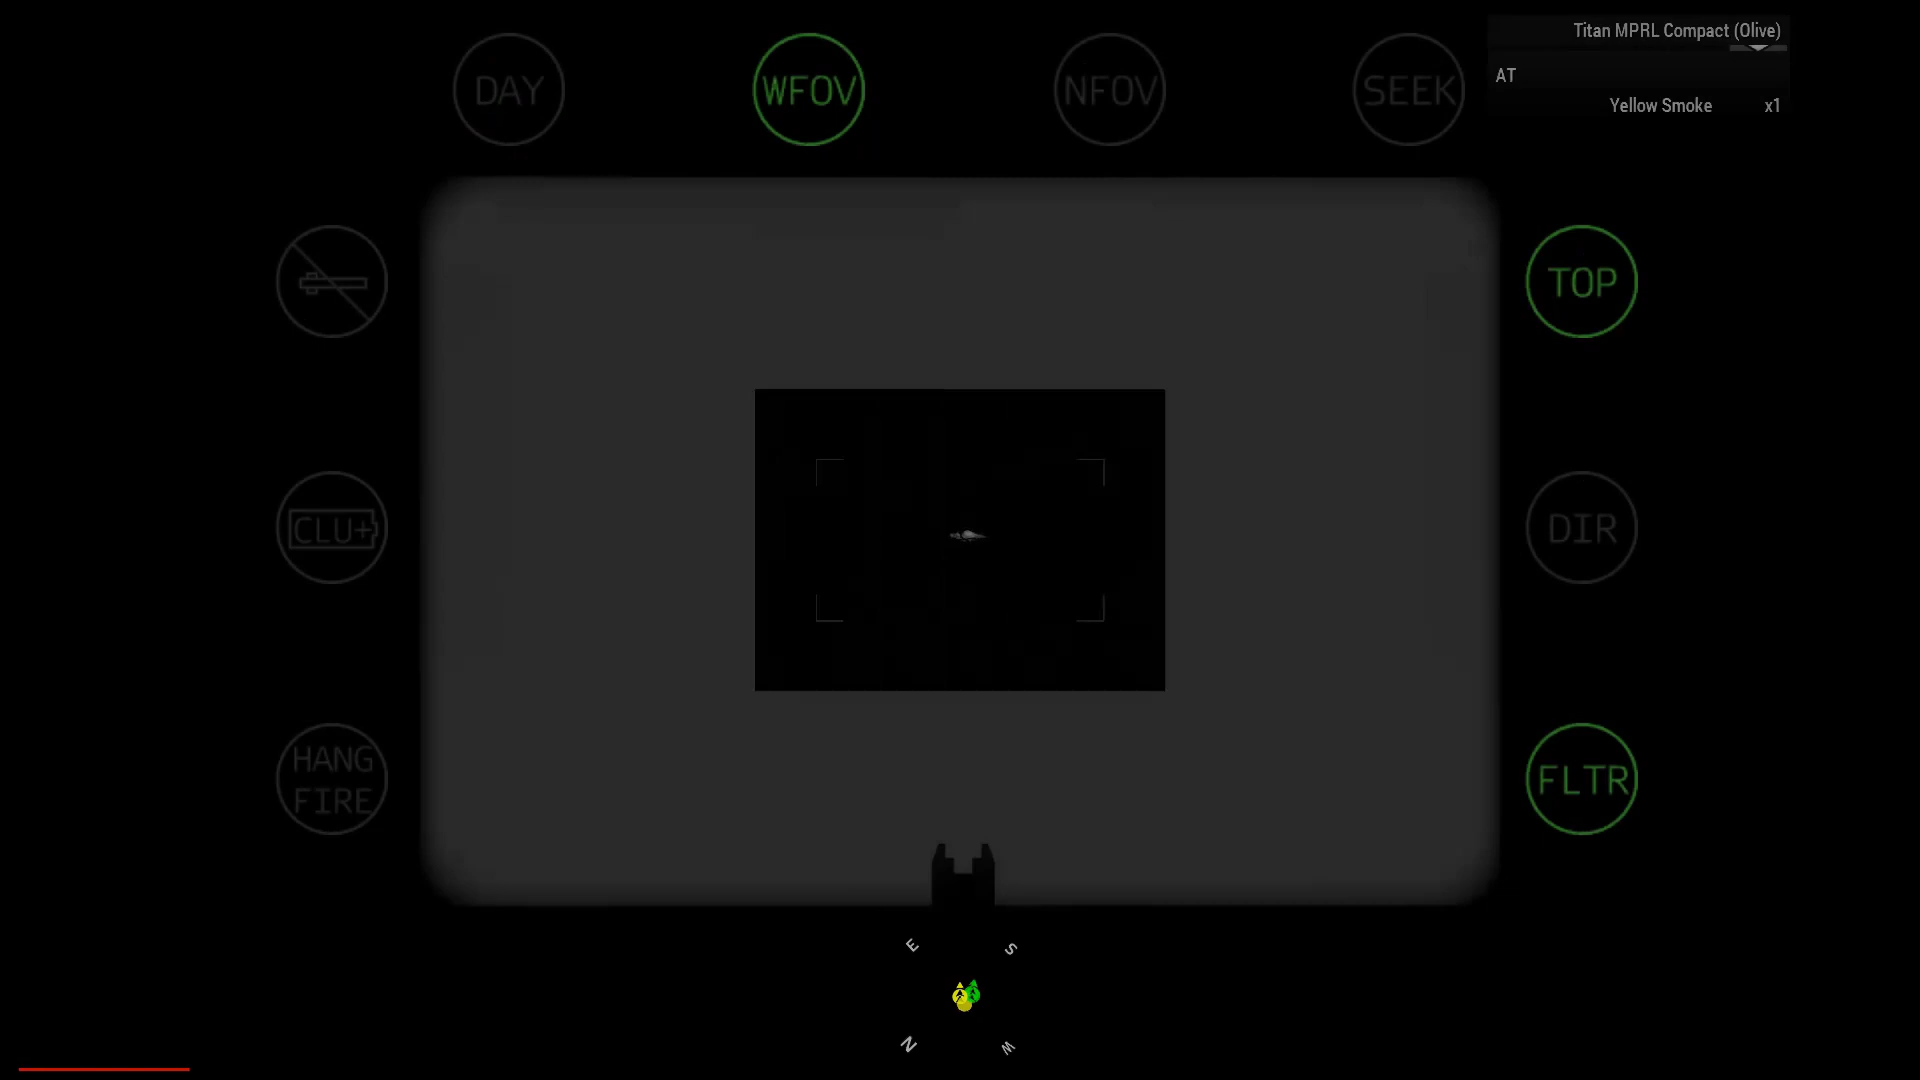 Titan MPRL Compact (Olive)
DAY
WFOV
NFOV
SEEK
AT
Yellow Smoke x1
TOP
CLU+
DIR
HANG
FIRE
FLTR
E
S
N
W